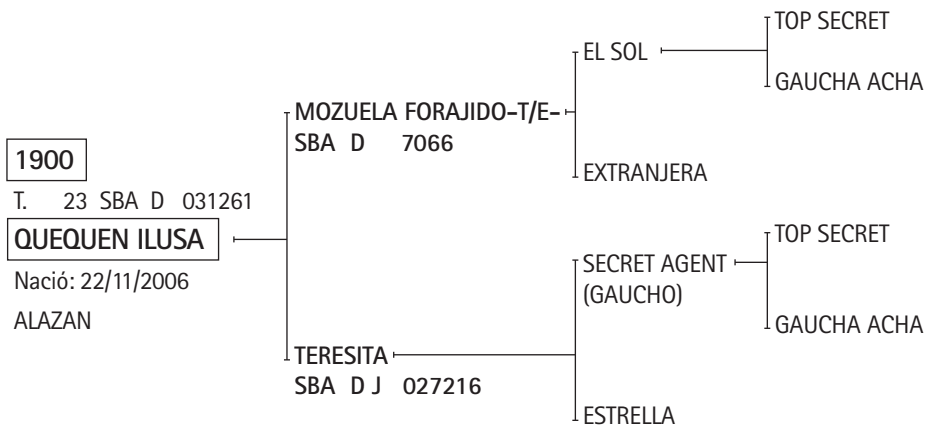 TOP SECRET
EL SOL
GAUCHA ACHA
MOZUELA FORAJIDO-T/E-
SBA D 7066
EXTRANJERA
1900
T. 23 SBA D 031261
QUEQUEN ILUSA
Nació: 22/11/2006
ALAZAN
TOP SECRET
SECRET AGENT
(GAUCHO)
GAUCHA ACHA
TERESITA
SBA D J 027216
ESTRELLA